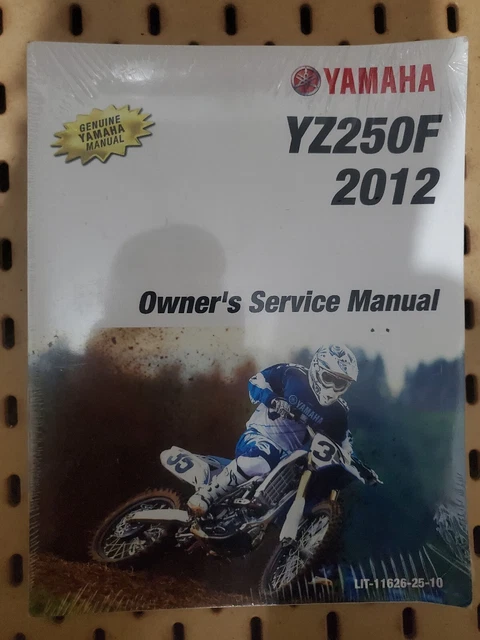 YAMAHA
GENUINE
YAMAHA
MANUAL
YZ250F
2012
Owner's Service Manual
YAMAHA
35
3
LIT-11626-25-10